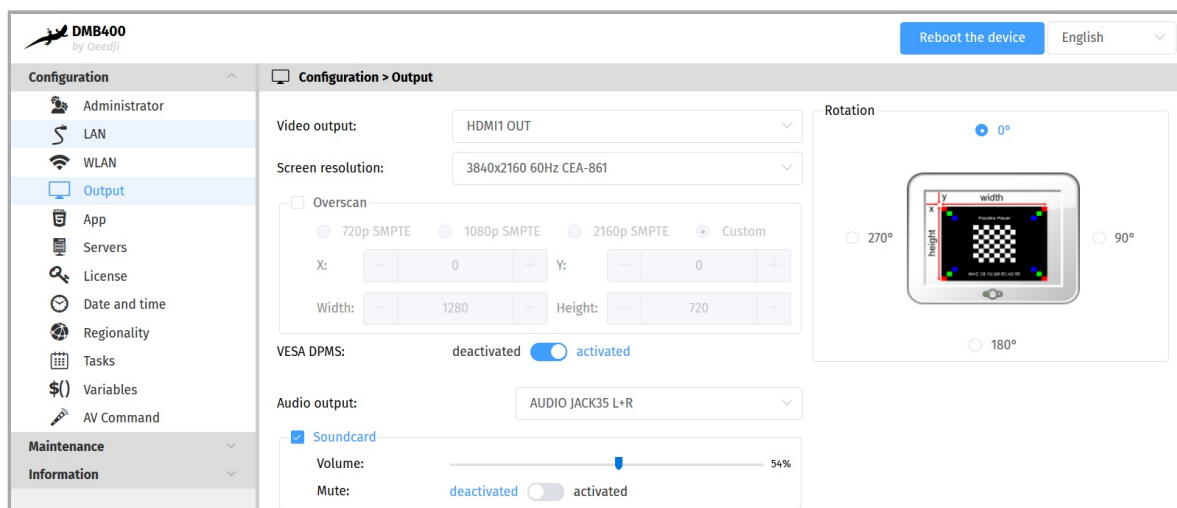 DMB400
by Qeedji
Reboot the device
English
Configuration
Administrator
LAN
WLAN
Output
App
Servers
License
Date and time
Regionality
Tasks
$() Variables
AV Command
Maintenance
Information
Configuration > Output
Video output: HDMI1 OUT
Screen resolution: 3840x2160 60Hz CEA-861
Overscan
720p SMPTE 1080p SMPTE 2160p SMPTE Custom
X: − 0 + Y: − 0 +
Width: − 1280 + Height: − 720 +
VESA DPMS: deactivated activated
Audio output: AUDIO JACK35 L+R
Soundcard
Volume: 54%
Mute: deactivated activated
Rotation
0°
y width
x
height
270°
90°
180°